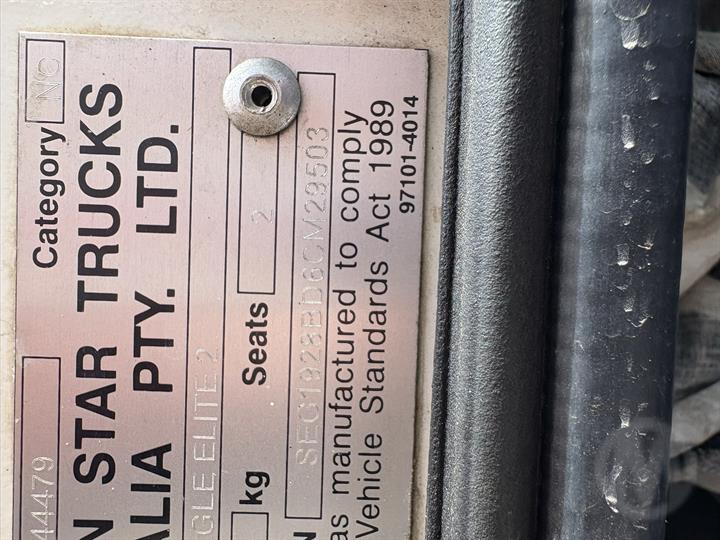 44479 Category NC
N STAR TRUCKS
ALIA PTY. LTD.
GLE ELITE 2
kg Seats 2
N SEG1928BD6CM29503
as manufactured to comply
Vehicle Standards Act 1989
97101-4014